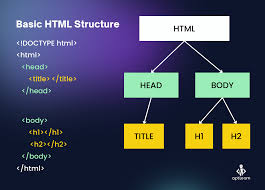 Basic HTML Structure
<!DOCTYPE html>
<html>
<head>
<title> </title>
</head>
<body>
<h1></h1>
<h2></h2>
</body>
</html>
HTML
HEAD
BODY
TITLE
H1
H2